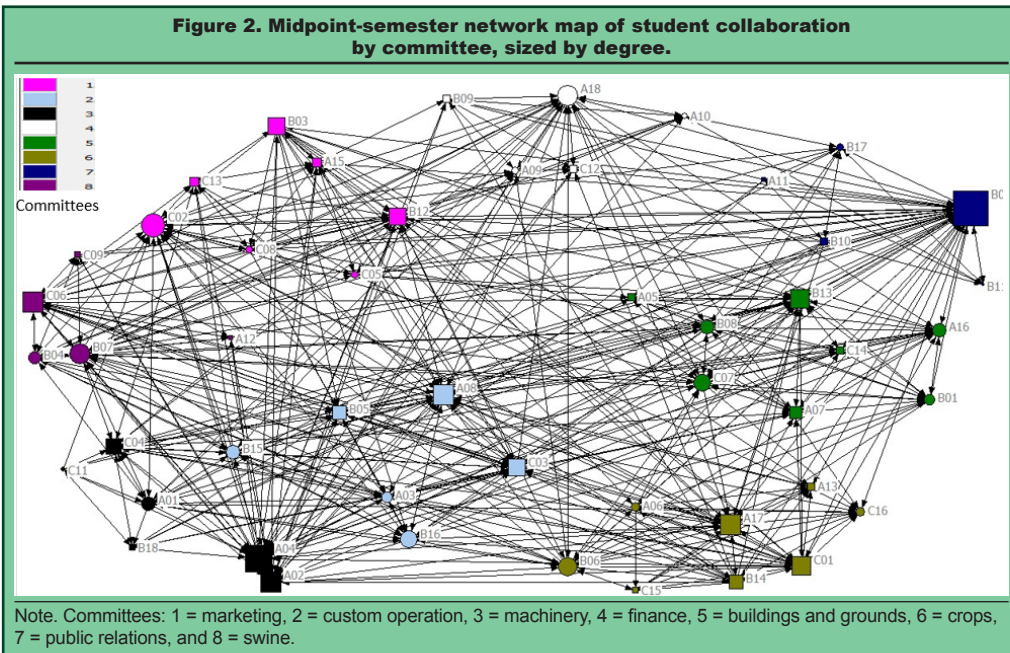 Figure 2. Midpoint-semester network map of student collaboration
by committee, sized by degree.
1
2
3
4
5
6
7
8
Committees
B09
A18
A10
B03
B17
A15
A09
C12
C13
A11
B12
C02
B10
C08
C09
C05
B11
C06
A05
B13
B08
A16
A12
C14
B04
B07
C07
A08
B01
B05
A07
C04
B15
C03
C11
A03
A13
A01
A06
C16
A17
B16
B18
A04
B06
C01
A02
B14
C15
Note. Committees: 1 = marketing, 2 = custom operation, 3 = machinery, 4 = finance, 5 = buildings and grounds, 6 = crops,
7 = public relations, and 8 = swine.